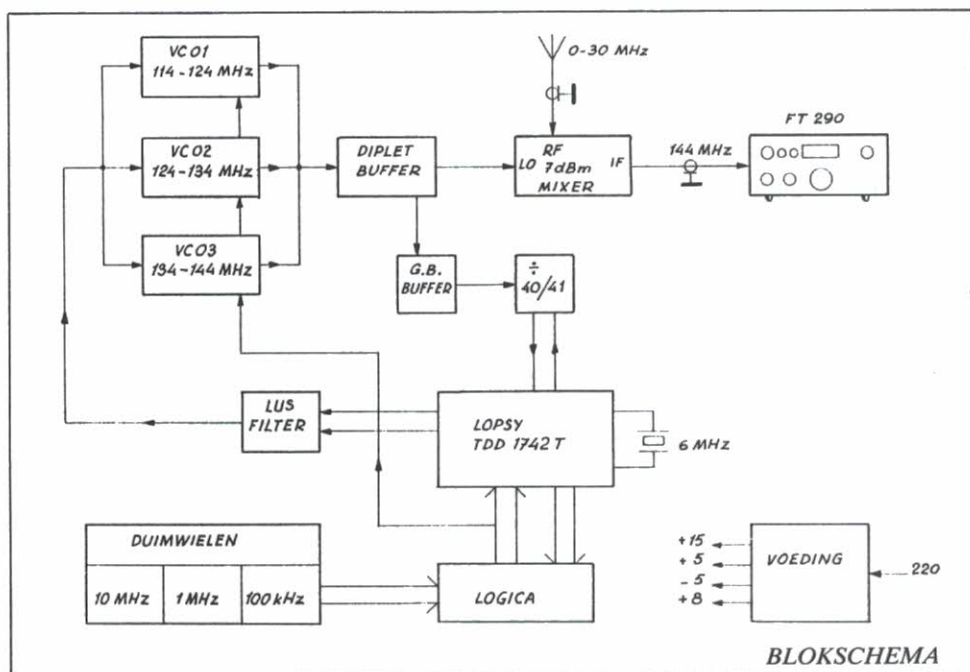 VCO1
114-124 MHz
VCO2
124-134 MHz
VCO3
134-144 MHz
DIPLET
BUFFER
0-30 MHz
RF
LO 7dBm IF
MIXER
144 MHz
FT 290
G.B.
BUFFER
÷
40/41
LUS
FILTER
LOPSY
TDD 1742 T
6 MHz
DUIMWIELEN
10 MHz 1 MHz 100 kHz
LOGICA
+15
+5
-5
+8
VOEDING
220
BLOKSCHEMA